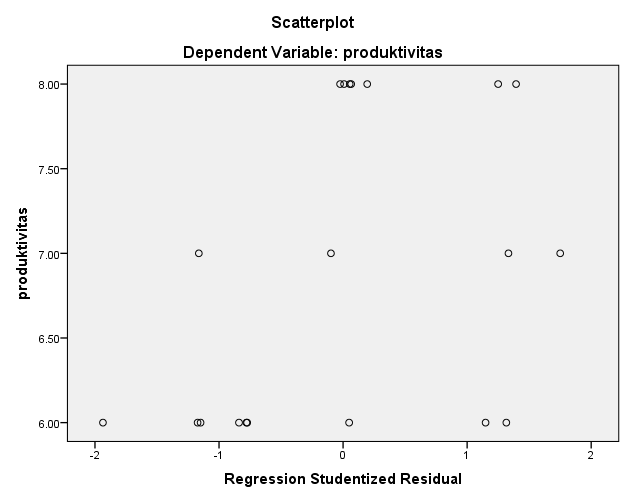 Scatterplot
Dependent Variable: produktivitas
8.00
7.50
7.00
6.50
6.00
produktivitas
-2 -1 0 1 2
Regression Studentized Residual